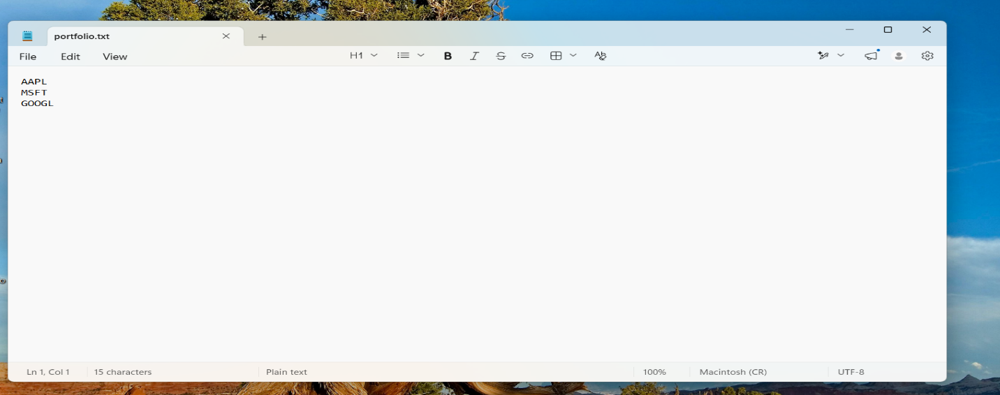 portfolio.txt
File Edit View H1 B I S Ab
AAPL
MSFT
GOOGL
Ln 1, Col 1 15 characters Plain text 100% Macintosh (CR) UTF-8